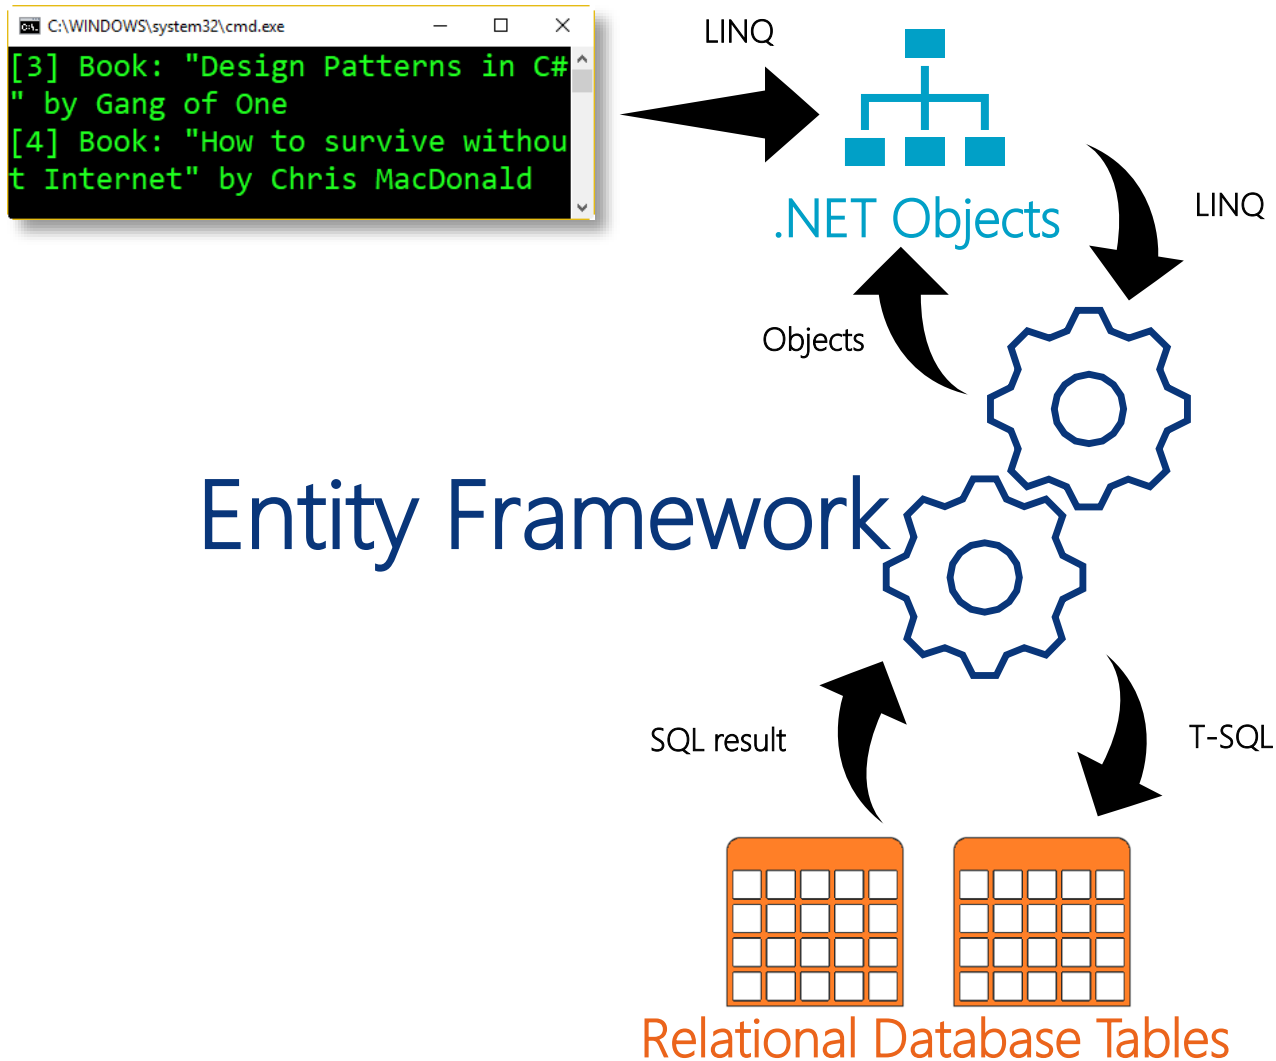 C:\WINDOWS\system32\cmd.exe
[3] Book: "Design Patterns in C#
" by Gang of One
[4] Book: "How to survive withou
t Internet" by Chris MacDonald
LINQ
.NET Objects
LINQ
Objects
Entity Framework
SQL result
T-SQL
Relational Database Tables